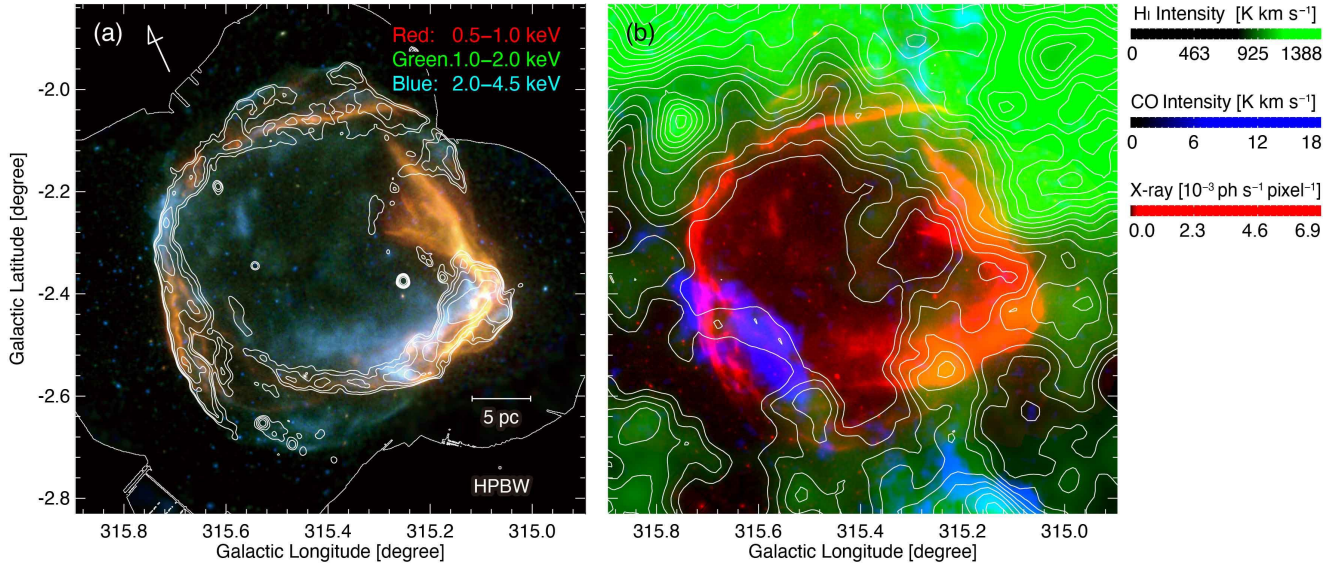 (a)
Red: 0.5–1.0 keV
Green: 1.0–2.0 keV
Blue: 2.0–4.5 keV
5 pc
HPBW
-2.0
-2.2
-2.4
-2.6
-2.8
Galactic Latitude [degree]
315.8 315.6 315.4 315.2 315.0
Galactic Longitude [degree]
(b)
315.8 315.6 315.4 315.2 315.0
Galactic Longitude [degree]
HI Intensity [K km s⁻¹]
0 463 925 1388
CO Intensity [K km s⁻¹]
0 6 12 18
X-ray [10⁻³ ph s⁻¹ pixel⁻¹]
0.0 2.3 4.6 6.9